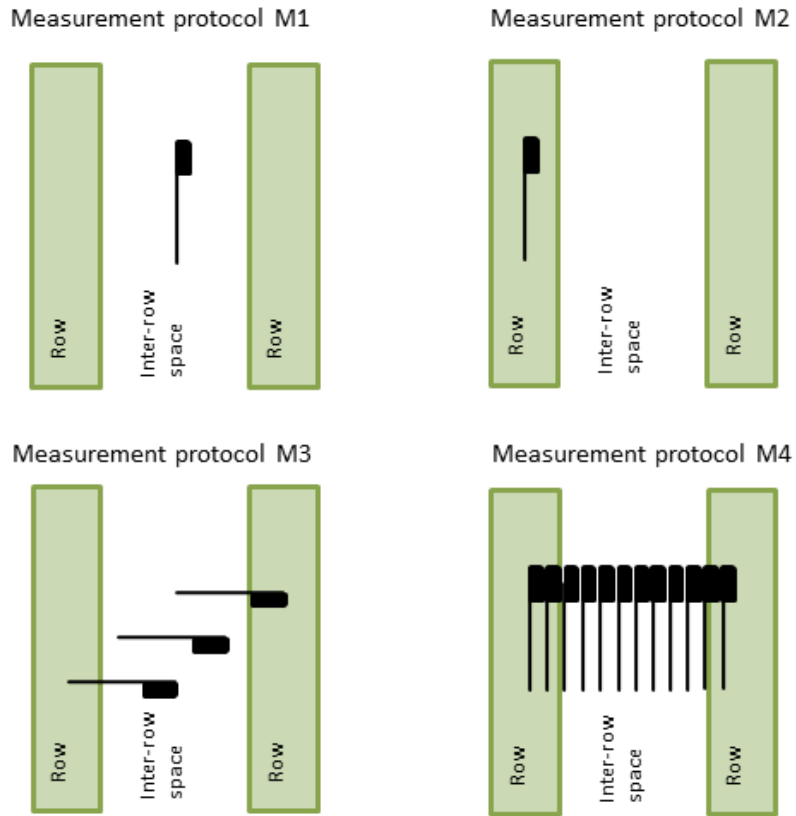 Measurement protocol M1
Measurement protocol M2
Row
Inter-row
space
Row
Row
Inter-row
space
Row
Measurement protocol M3
Measurement protocol M4
Row
Inter-row
space
Row
Row
Inter-row
space
Row